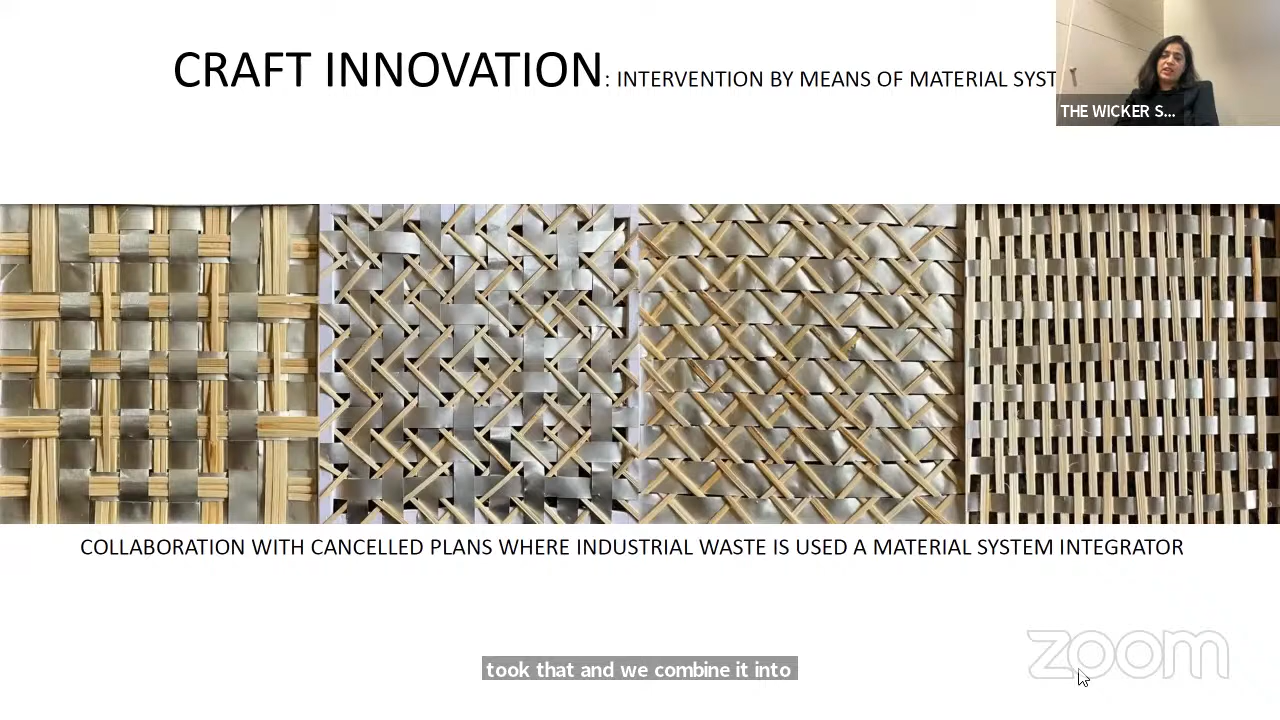 CRAFT INNOVATION: INTERVENTION BY MEANS OF MATERIAL SYST
THE WICKER S...
COLLABORATION WITH CANCELLED PLANS WHERE INDUSTRIAL WASTE IS USED A MATERIAL SYSTEM INTEGRATOR
took that and we combine it into
zoom